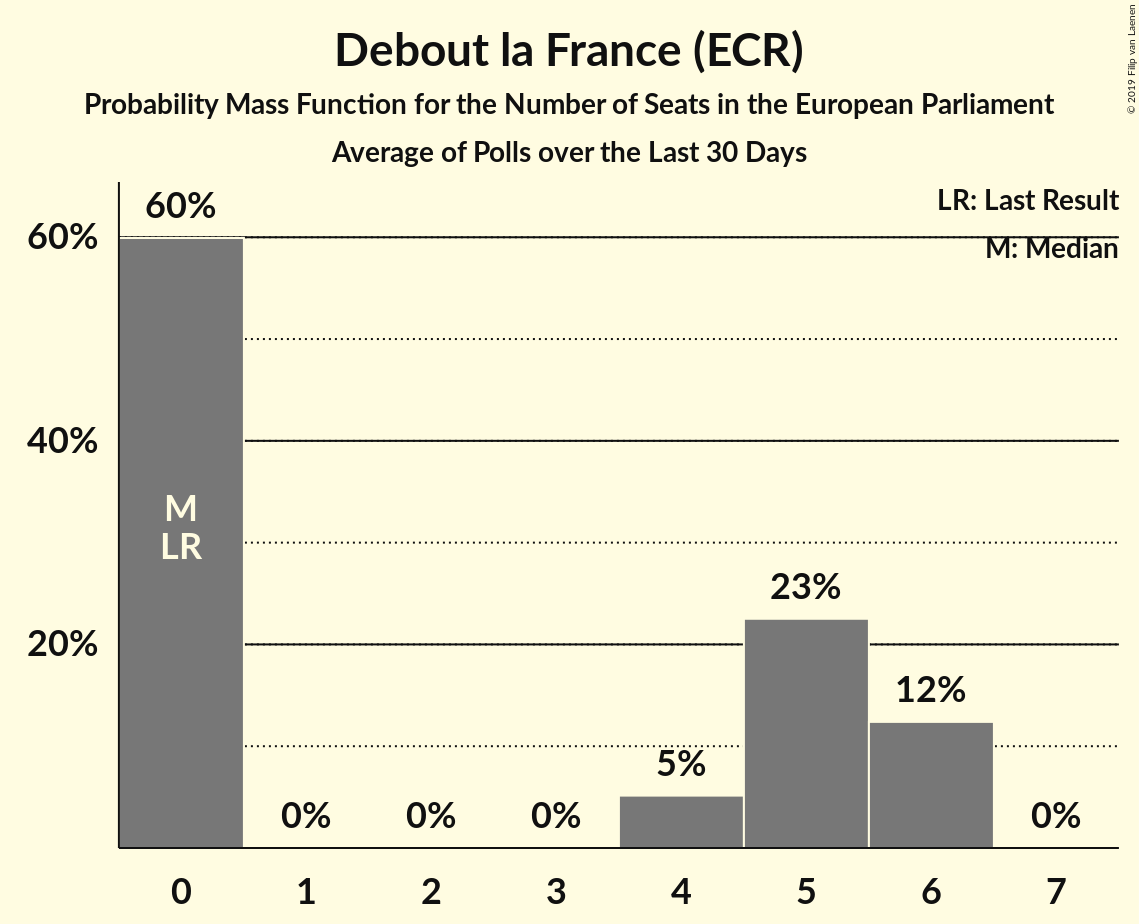 Debout la France (ECR)
Probability Mass Function for the Number of Seats in the European Parliament
Average of Polls over the Last 30 Days
© 2019 Filip van Laenen
LR: Last Result
M: Median
60%
40%
20%
60%
M
LR
0%
0%
0%
5%
23%
12%
0%
0
1
2
3
4
5
6
7